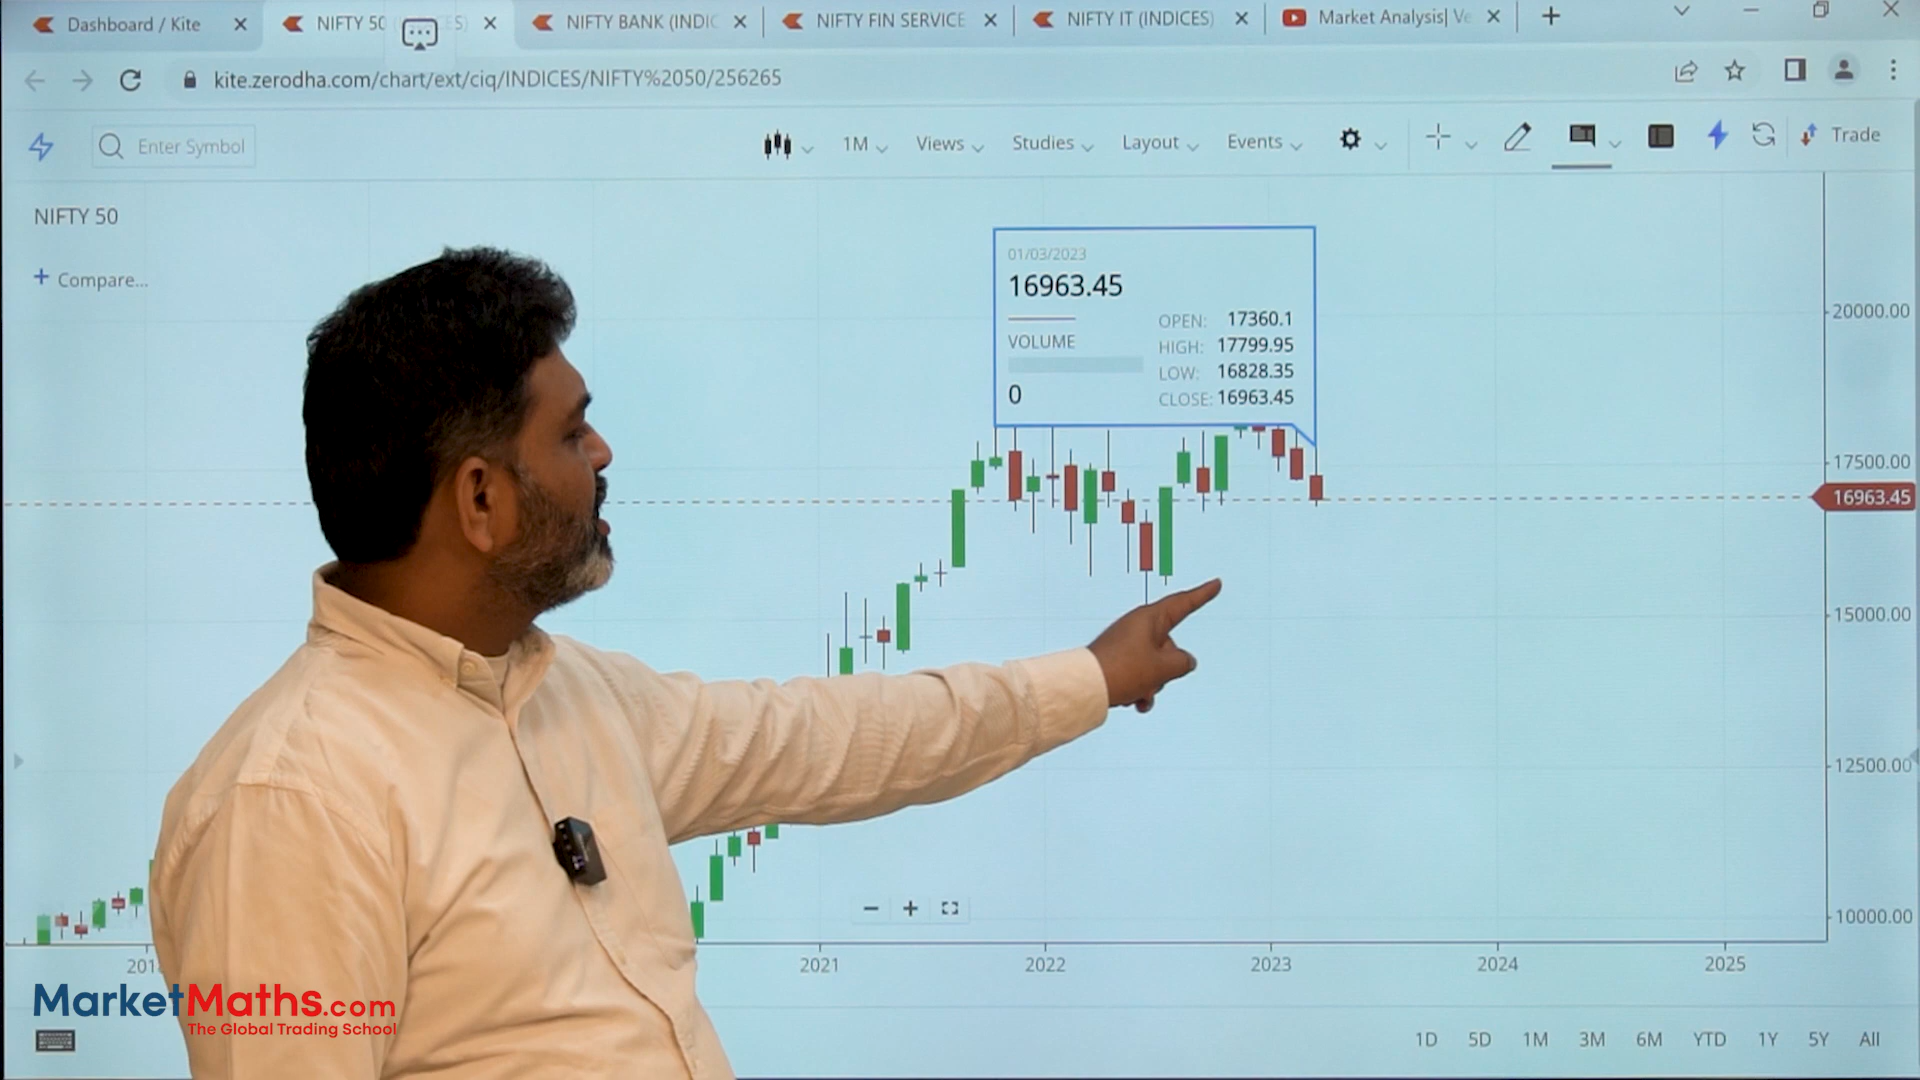 Dashboard / Kite
NIFTY 50
NIFTY BANK (INDIC
NIFTY FIN SERVICE
NIFTY IT (INDICES)
Market Analysis| Ve
kite.zerodha.com/chart/ext/ciq/INDICES/NIFTY%2050/256265
Enter Symbol
1M
Views
Studies
Layout
Events
Trade
NIFTY 50
+ Compare...
01/03/2023
16963.45
VOLUME
0
OPEN: 17360.1
HIGH: 17799.95
LOW: 16828.35
CLOSE: 16963.45
20000.00
17500.00
16963.45
15000.00
12500.00
10000.00
2021
2022
2023
2024
2025
MarketMaths.com
The Global Trading School
1D 5D 1M 3M 6M YTD 1Y 5Y All